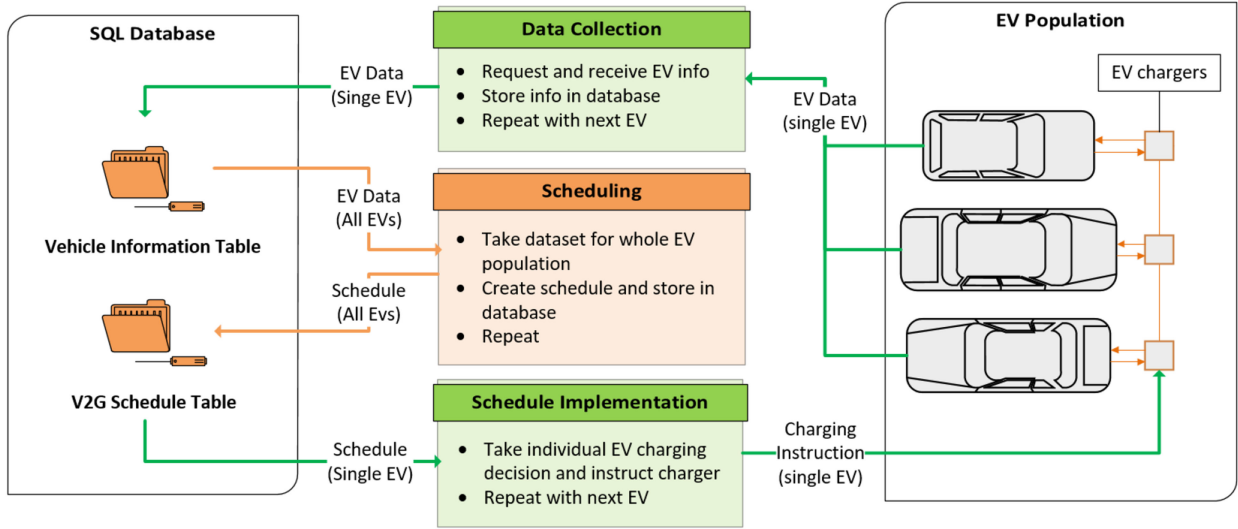 SQL Database
EV Data
(Singe EV)
Vehicle Information Table
EV Data
(All EVs)
Schedule
(All Evs)
V2G Schedule Table
Schedule
(Single EV)
Data Collection
• Request and receive EV info
• Store info in database
• Repeat with next EV
Scheduling
• Take dataset for whole EV
population
• Create schedule and store in
database
• Repeat
Schedule Implementation
• Take individual EV charging
decision and instruct charger
• Repeat with next EV
EV Data
(single EV)
Charging
Instruction
(single EV)
EV Population
EV chargers